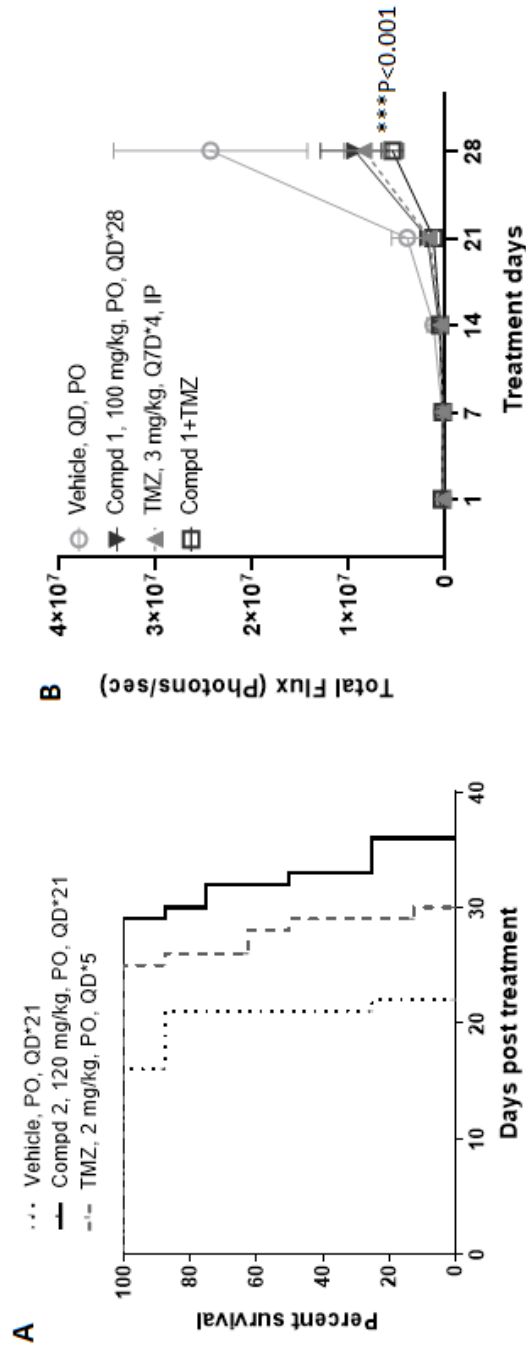 A
Vehicle, PO, QD*21
Compd 2, 120 mg/kg, PO, QD*21
TMZ, 2 mg/kg, PO, QD*5
Percent survival
100
80
60
40
20
0
0
10
20
30
40
Days post treatment
B
Vehicle, QD, PO
Compd 1, 100 mg/kg, PO, QD*28
TMZ, 3 mg/kg, Q7D*4, IP
Compd 1+TMZ
Total Flux (Photons/sec)
4×10⁷
3×10⁷
2×10⁷
1×10⁷
0
***P<0.001
1
7
14
21
28
Treatment days